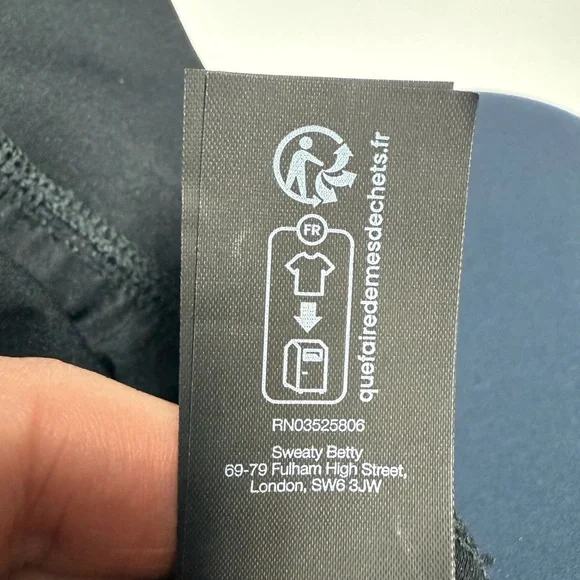 quefairedemesdechets.fr
FR
RN03525806
Sweaty Betty
69-79 Fulham High Street,
London, SW6 3JW